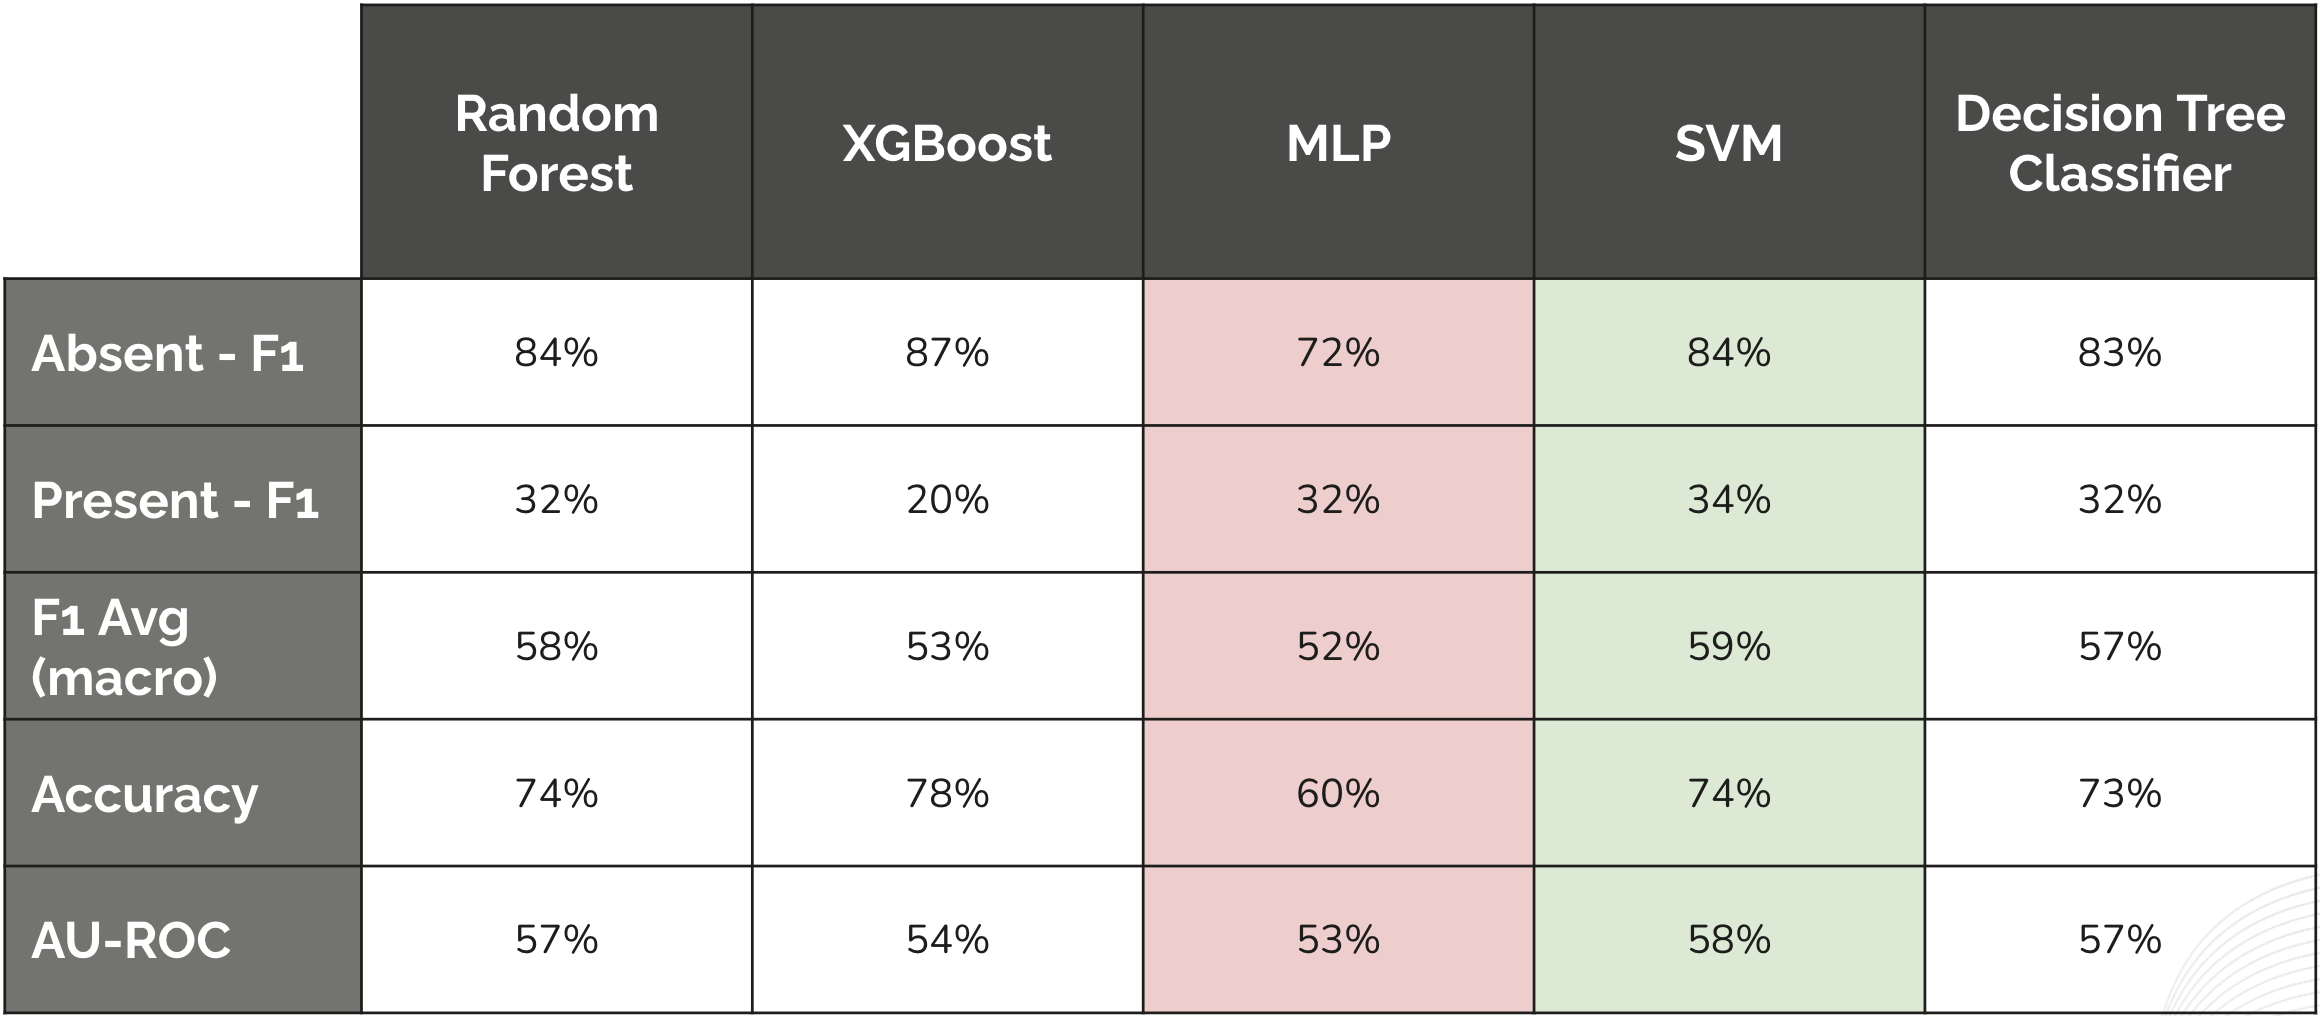 Random
Forest
XGBoost
MLP
SVM
Decision Tree
Classifier
Absent - F1
84%
87%
72%
84%
83%
Present - F1
32%
20%
32%
34%
32%
F1 Avg
(macro)
58%
53%
52%
59%
57%
Accuracy
74%
78%
60%
74%
73%
AU-ROC
57%
54%
53%
58%
57%